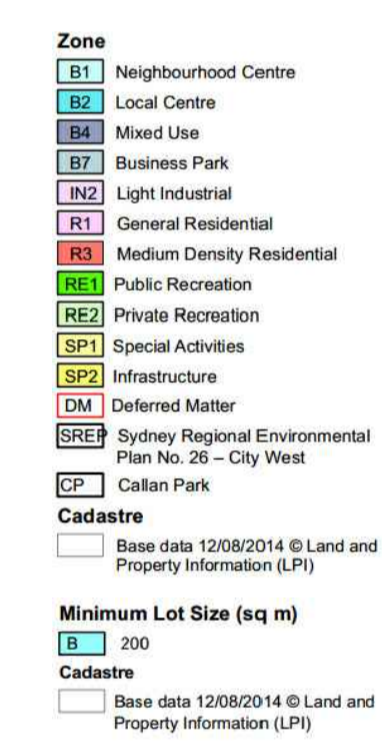 Zone
B1 Neighbourhood Centre
B2 Local Centre
B4 Mixed Use
B7 Business Park
IN2 Light Industrial
R1 General Residential
R3 Medium Density Residential
RE1 Public Recreation
RE2 Private Recreation
SP1 Special Activities
SP2 Infrastructure
DM Deferred Matter
SREP Sydney Regional Environmental
Plan No. 26 – City West
CP Callan Park
Cadastre
Base data 12/08/2014 © Land and
Property Information (LPI)
Minimum Lot Size (sq m)
B 200
Cadastre
Base data 12/08/2014 © Land and
Property Information (LPI)